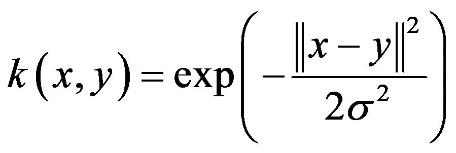 k(x, y) = exp(-‖x - y‖² / 2σ²)